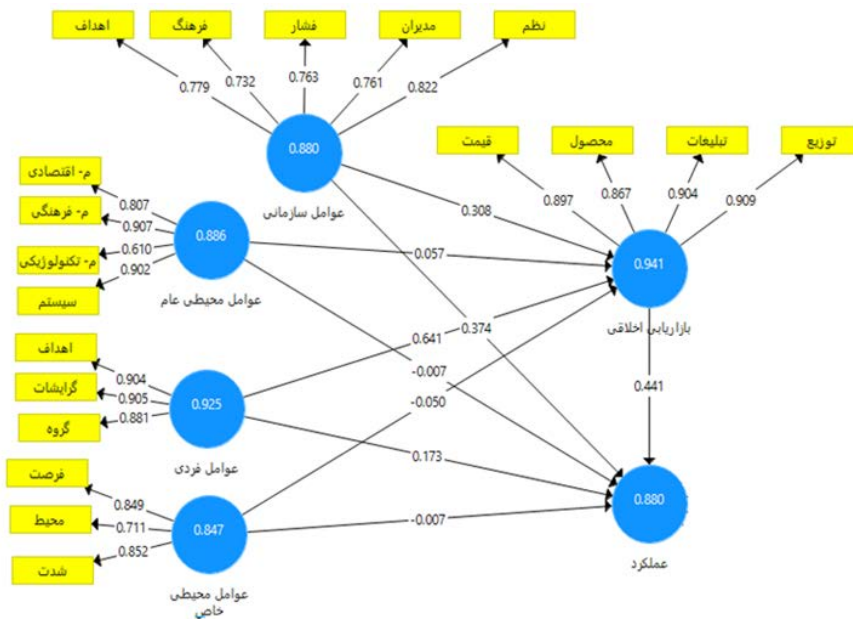 اهداف
فرهنگ
فشار
مدیران
نظم
0.779
0.732
0.763
0.761
0.822
0.880
عوامل سازمانی
قیمت
محصول
تبلیغات
توزیع
0.897
0.867
0.904
0.909
0.941
بازاریابی اخلاقی
م- اقتصادی
م- فرهنگی
م- تکنولوژیکی
سیستم
0.807
0.907
0.610
0.902
0.886
عوامل محیطی عام
0.308
0.057
0.374
0.641
-0.007
-0.050
0.441
0.173
-0.007
اهداف
گرایشات
گروه
0.904
0.905
0.881
0.925
عوامل فردی
فرصت
محیط
شدت
0.849
0.711
0.852
0.847
عوامل محیطی
خاص
0.880
عملکرد